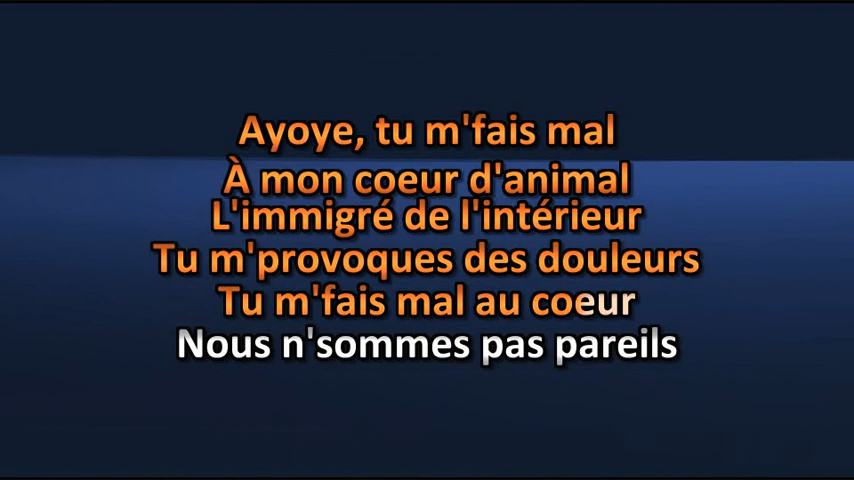 Ayoye, tu m'fais mal
À mon coeur d'animal
L'immigré de l'intérieur
Tu m'provoques des douleurs
Tu m'fais mal au coeur
Nous n'sommes pas pareils